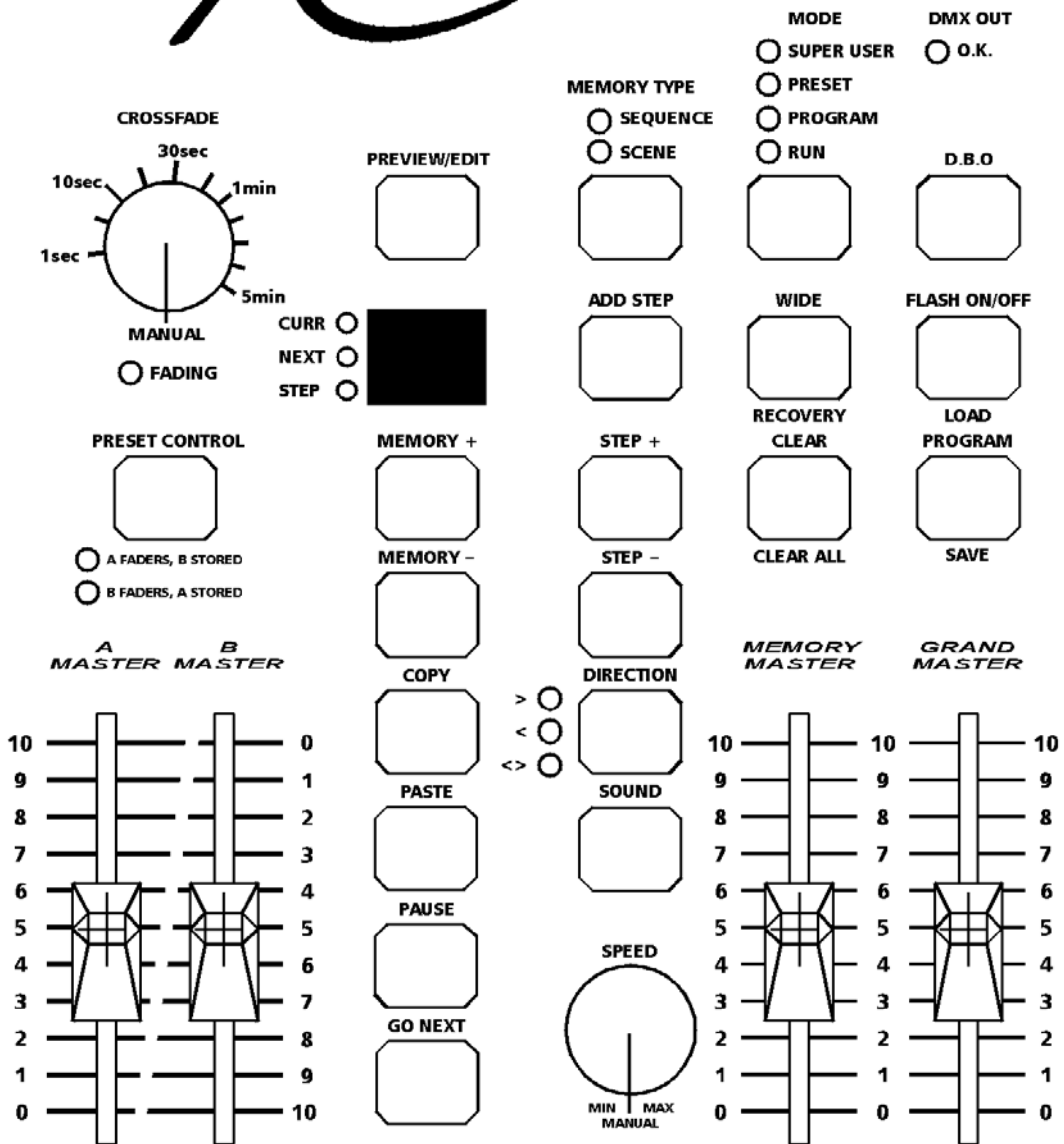 MODE
DMX OUT
SUPER USER
O.K.
PRESET
MEMORY TYPE
SEQUENCE
PROGRAM
SCENE
RUN
CROSSFADE
30sec
10sec
1min
1sec
5min
MANUAL
FADING
PREVIEW/EDIT
D.B.O
CURR
NEXT
STEP
ADD STEP
WIDE
FLASH ON/OFF
RECOVERY
LOAD
PRESET CONTROL
MEMORY +
STEP +
CLEAR
PROGRAM
A FADERS, B STORED
B FADERS, A STORED
MEMORY –
STEP –
CLEAR ALL
SAVE
A MASTER
B MASTER
COPY
DIRECTION
>
<
<>
MEMORY MASTER
GRAND MASTER
PASTE
SOUND
PAUSE
GO NEXT
SPEED
MIN MAX
MANUAL
10 0 10 10 10
9 1 9 9 9
8 2 8 8 8
7 3 7 7 7
6 4 6 6 6
5 5 5 5 5
4 6 4 4 4
3 7 3 3 3
2 8 2 2 2
1 9 1 1 1
0 10 0 0 0